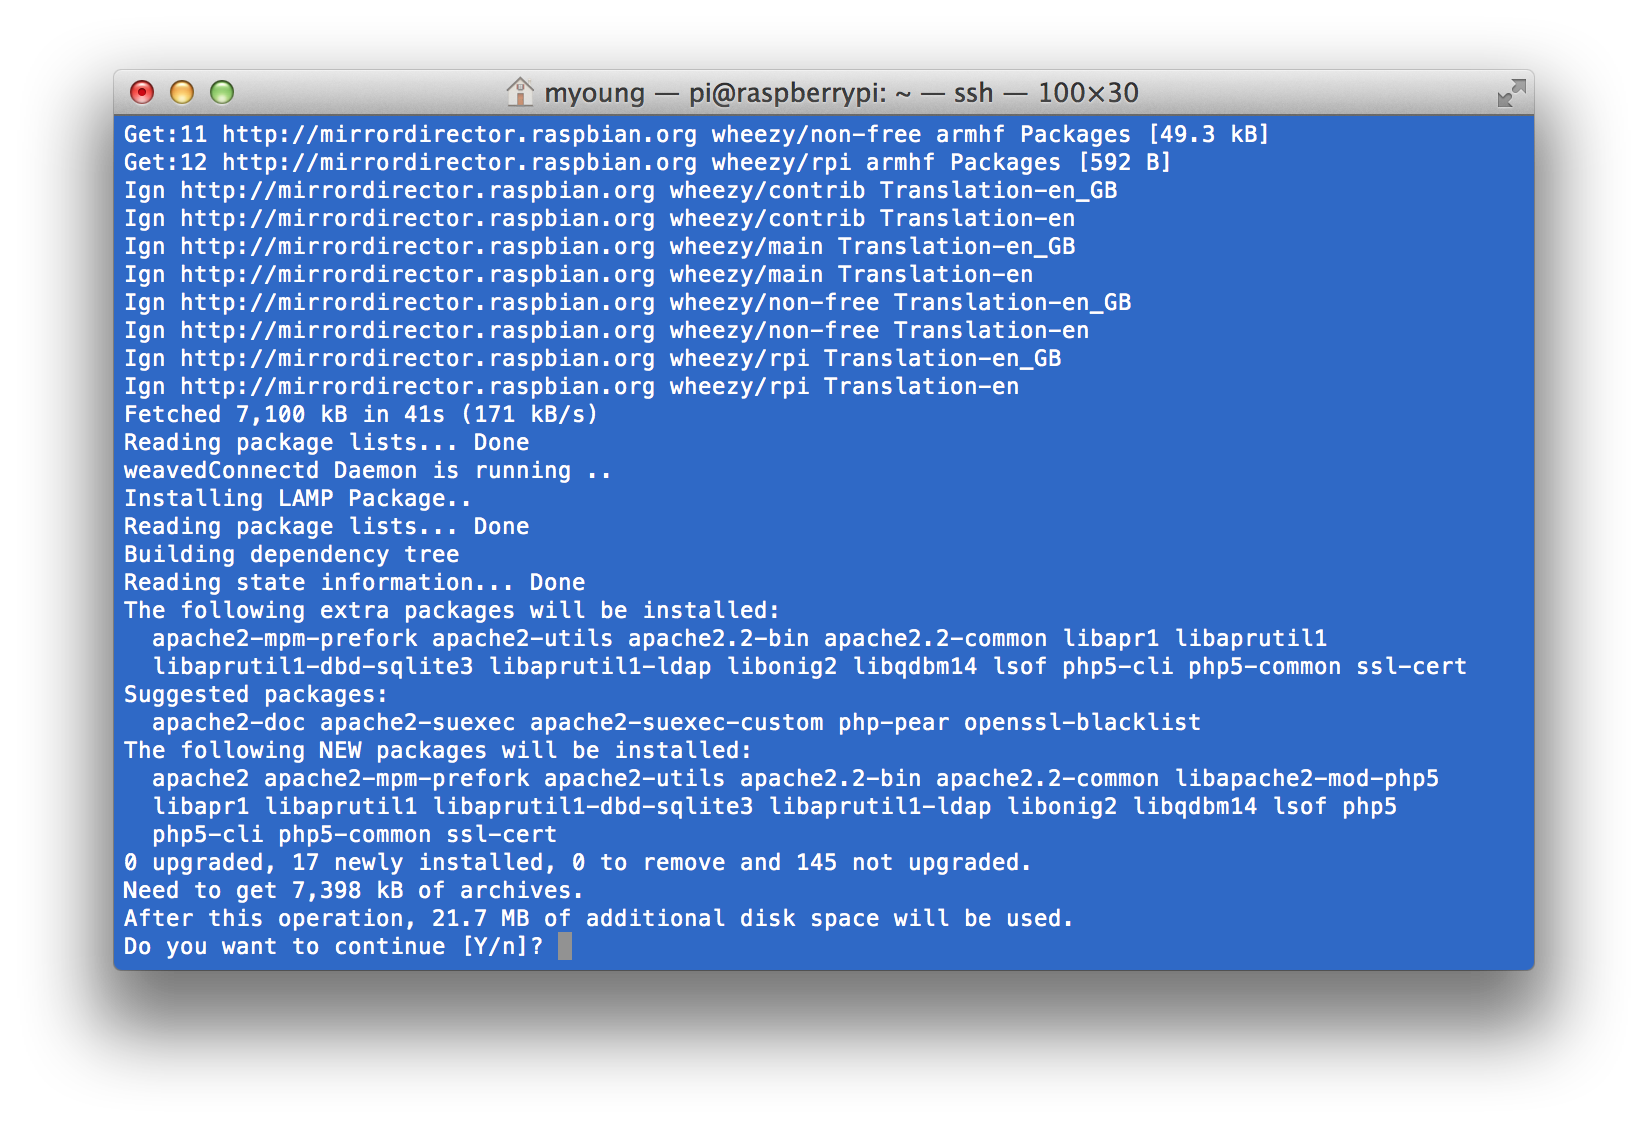 myoung — pi@raspberrypi: ~ — ssh — 100×30
Get:11 http://mirrordirector.raspbian.org wheezy/non-free armhf Packages [49.3 kB]
Get:12 http://mirrordirector.raspbian.org wheezy/rpi armhf Packages [592 B]
Ign http://mirrordirector.raspbian.org wheezy/contrib Translation-en_GB
Ign http://mirrordirector.raspbian.org wheezy/contrib Translation-en
Ign http://mirrordirector.raspbian.org wheezy/main Translation-en_GB
Ign http://mirrordirector.raspbian.org wheezy/main Translation-en
Ign http://mirrordirector.raspbian.org wheezy/non-free Translation-en_GB
Ign http://mirrordirector.raspbian.org wheezy/non-free Translation-en
Ign http://mirrordirector.raspbian.org wheezy/rpi Translation-en_GB
Ign http://mirrordirector.raspbian.org wheezy/rpi Translation-en
Fetched 7,100 kB in 41s (171 kB/s)
Reading package lists... Done
weavedConnectd Daemon is running ..
Installing LAMP Package..
Reading package lists... Done
Building dependency tree
Reading state information... Done
The following extra packages will be installed:
  apache2-mpm-prefork apache2-utils apache2.2-bin apache2.2-common libapr1 libaprutil1
  libaprutil1-dbd-sqlite3 libaprutil1-ldap libonig2 libqdbm14 lsof php5-cli php5-common ssl-cert
Suggested packages:
  apache2-doc apache2-suexec apache2-suexec-custom php-pear openssl-blacklist
The following NEW packages will be installed:
  apache2 apache2-mpm-prefork apache2-utils apache2.2-bin apache2.2-common libapache2-mod-php5
  libapr1 libaprutil1 libaprutil1-dbd-sqlite3 libaprutil1-ldap libonig2 libqdbm14 lsof php5
  php5-cli php5-common ssl-cert
0 upgraded, 17 newly installed, 0 to remove and 145 not upgraded.
Need to get 7,398 kB of archives.
After this operation, 21.7 MB of additional disk space will be used.
Do you want to continue [Y/n]?